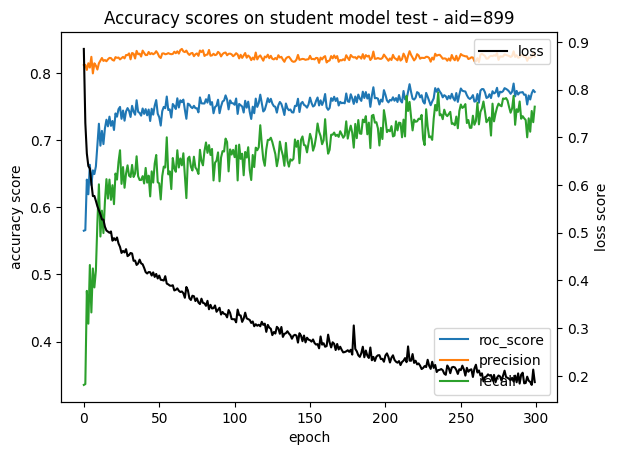 Accuracy scores on student model test - aid=899
accuracy score
0.8
0.7
0.6
0.5
0.4
loss
0.9
0.8
0.7
0.6
0.5
0.4
0.3
0.2
loss score
roc_score
precision
recall
0
50
100
150
200
250
300
epoch